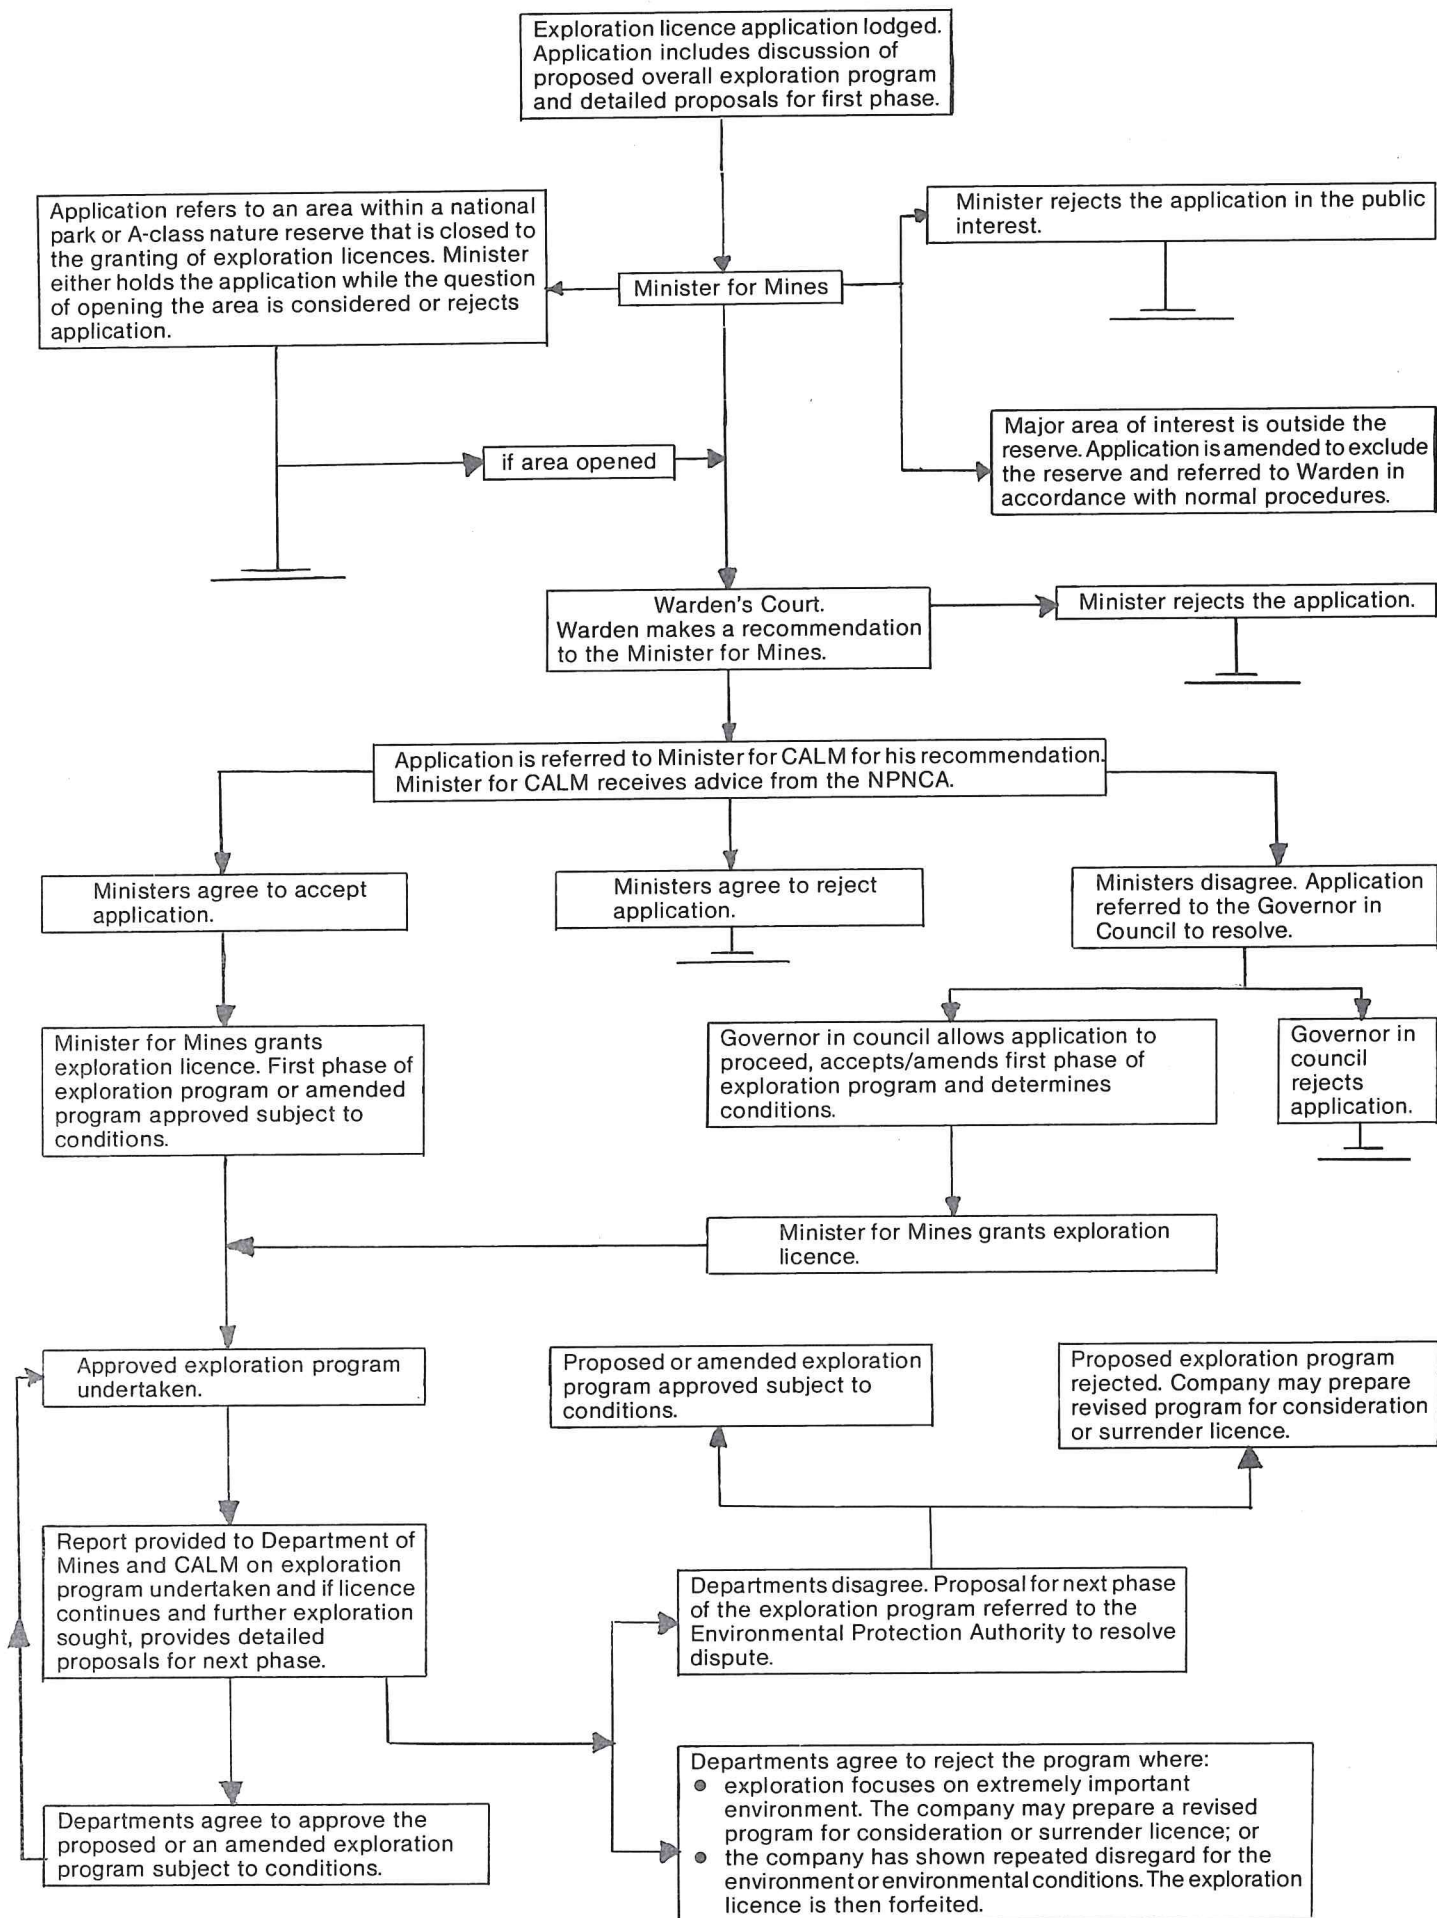 Exploration licence application lodged.
Application includes discussion of
proposed overall exploration program
and detailed proposals for first phase.
Application refers to an area within a national
park or A-class nature reserve that is closed to
the granting of exploration licences. Minister
either holds the application while the question
of opening the area is considered or rejects
application.
Minister for Mines
Minister rejects the application in the public
interest.
Major area of interest is outside the
reserve. Application is amended to exclude
the reserve and referred to Warden in
accordance with normal procedures.
if area opened
Warden's Court.
Warden makes a recommendation
to the Minister for Mines.
Minister rejects the application.
Application is referred to Minister for CALM for his recommendation.
Minister for CALM receives advice from the NPNCA.
Ministers agree to accept
application.
Ministers agree to reject
application.
Ministers disagree. Application
referred to the Governor in
Council to resolve.
Minister for Mines grants
exploration licence. First phase of
exploration program or amended
program approved subject to
conditions.
Governor in council allows application to
proceed, accepts/amends first phase of
exploration program and determines
conditions.
Governor in
council
rejects
application.
Minister for Mines grants exploration
licence.
Approved exploration program
undertaken.
Proposed or amended exploration
program approved subject to
conditions.
Proposed exploration program
rejected. Company may prepare
revised program for consideration
or surrender licence.
Report provided to Department of
Mines and CALM on exploration
program undertaken and if licence
continues and further exploration
sought, provides detailed
proposals for next phase.
Departments disagree. Proposal for next phase
of the exploration program referred to the
Environmental Protection Authority to resolve
dispute.
Departments agree to approve the
proposed or an amended exploration
program subject to conditions.
Departments agree to reject the program where:
● exploration focuses on extremely important
environment. The company may prepare a revised
program for consideration or surrender licence; or
● the company has shown repeated disregard for the
environment or environmental conditions. The exploration
licence is then forfeited.